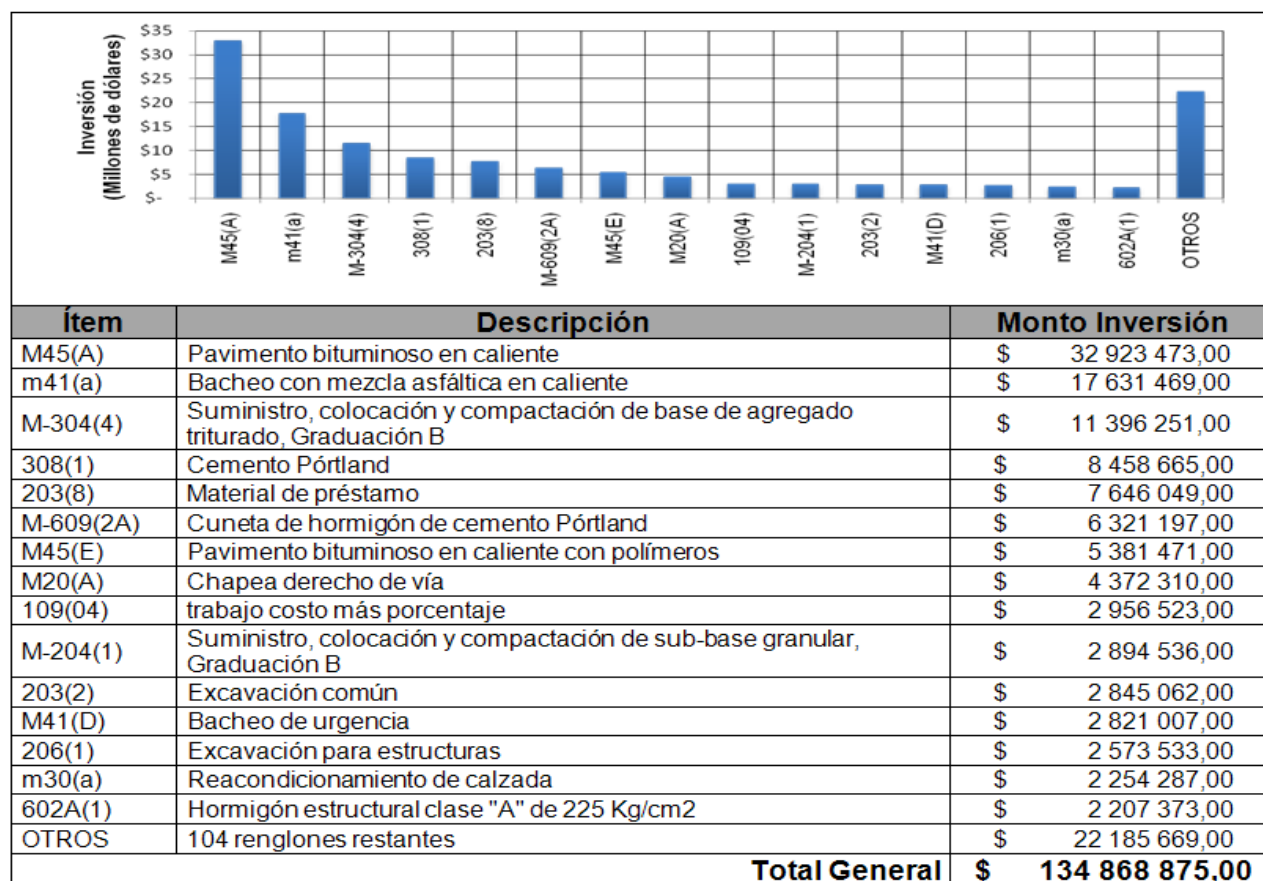 Inversión
(Millones de dólares)
$35
$30
$25
$20
$15
$10
$5
$-
M45(A)
m41(a)
M-304(4)
308(1)
203(8)
M-609(2A)
M45(E)
M20(A)
109(04)
M-204(1)
203(2)
M41(D)
206(1)
m30(a)
602A(1)
OTROS
Ítem Descripción Monto Inversión
M45(A) Pavimento bituminoso en caliente $ 32 923 473,00
m41(a) Bacheo con mezcla asfáltica en caliente $ 17 631 469,00
M-304(4) Suministro, colocación y compactación de base de agregado
triturado, Graduación B $ 11 396 251,00
308(1) Cemento Pórtland $ 8 458 665,00
203(8) Material de préstamo $ 7 646 049,00
M-609(2A) Cuneta de hormigón de cemento Pórtland $ 6 321 197,00
M45(E) Pavimento bituminoso en caliente con polímeros $ 5 381 471,00
M20(A) Chapea derecho de vía $ 4 372 310,00
109(04) trabajo costo más porcentaje $ 2 956 523,00
M-204(1) Suministro, colocación y compactación de sub-base granular,
Graduación B $ 2 894 536,00
203(2) Excavación común $ 2 845 062,00
M41(D) Bacheo de urgencia $ 2 821 007,00
206(1) Excavación para estructuras $ 2 573 533,00
m30(a) Reacondicionamiento de calzada $ 2 254 287,00
602A(1) Hormigón estructural clase "A" de 225 Kg/cm2 $ 2 207 373,00
OTROS 104 renglones restantes $ 22 185 669,00
Total General $ 134 868 875,00